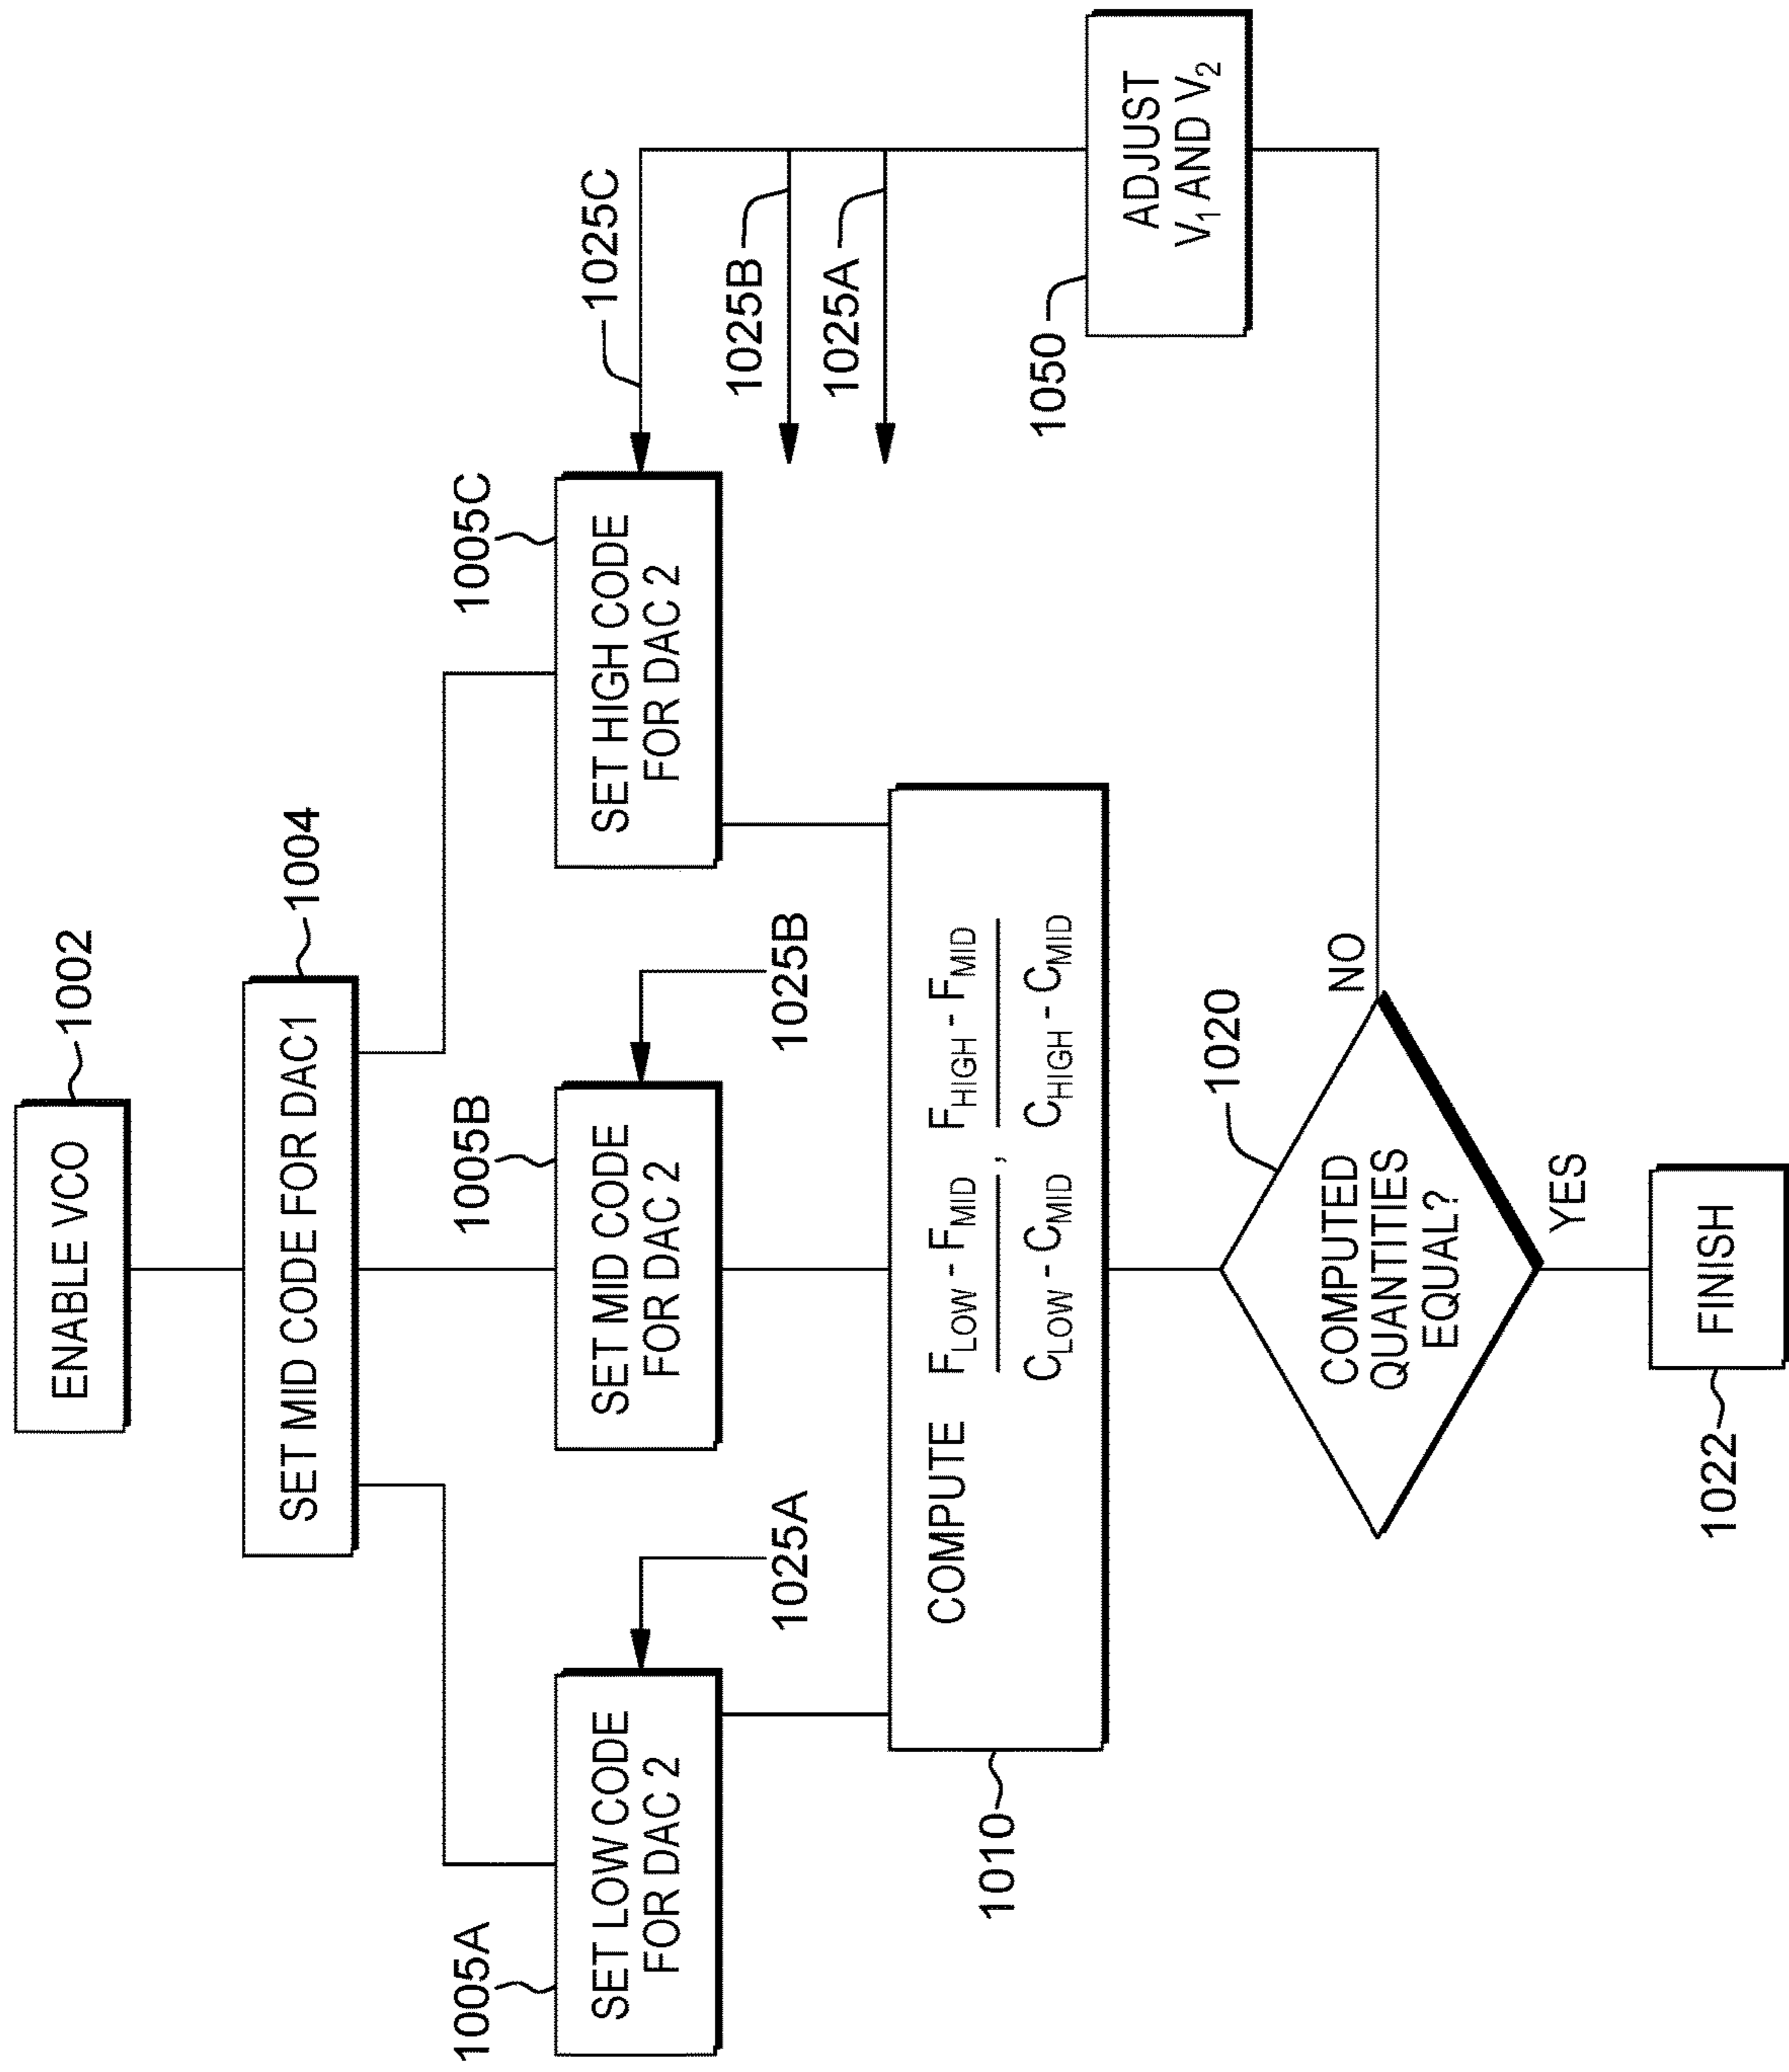 ENABLE VCO
1002
SET MID CODE FOR DAC1
1004
1005A
SET LOW CODE
FOR DAC 2
1025A
1005B
SET MID CODE
FOR DAC 2
1025B
1005C
SET HIGH CODE
FOR DAC 2
1025C
1025B
1025A
1010
COMPUTE F_LOW - F_MID , F_HIGH - F_MID
C_LOW - C_MID C_HIGH - C_MID
1020
COMPUTED
QUANTITIES
EQUAL?
NO
YES
1050
ADJUST
V₁ AND V₂
1022
FINISH